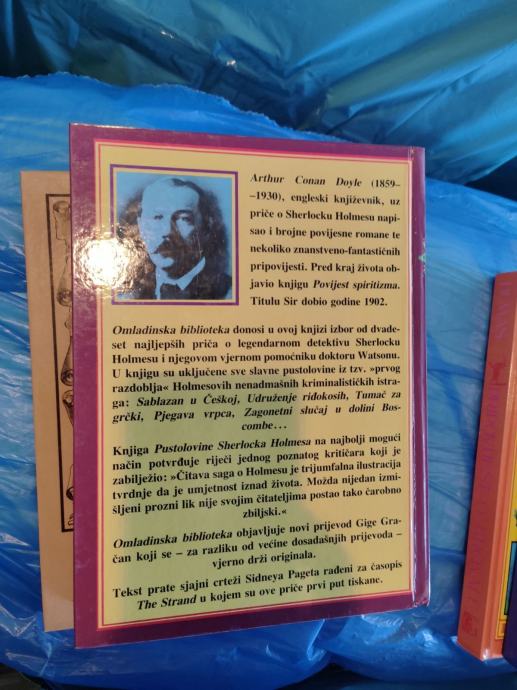 Arthur Conan Doyle (1859–
–1930), engleski književnik, uz
priče o Sherlocku Holmesu napi-
sao i brojne povijesne romane te
nekoliko znanstveno-fantastičnih
pripovijesti. Pred kraj života ob-
javio knjigu Povijest spiritizma.
Titulu Sir dobio godine 1902.
Omladinska biblioteka donosi u ovoj knjizi izbor od dvade-
set najljepših priča o legendarnom detektivu Sherlocku
Holmesu i njegovom vjernom pomoćniku doktoru Watsonu.
U knjigu su uključene sve slavne pustolovine iz tzv. »prvog
razdoblja« Holmesovih nenadmašnih kriminalističkih istra-
ga: Sablazan u Češkoj, Udruženje riđokosih, Tumač za
grčki, Pjegava vrpca, Zagonetni slučaj u dolini Bos-
combe...
Knjiga Pustolovine Sherlocka Holmesa na najbolji mogući
način potvrđuje riječi jednog poznatog kritičara koji je
zabilježio: »Čitava saga o Holmesu je trijumfalna ilustracija
tvrdnje da je umjetnost iznad života. Možda nijedan izmi-
šljeni prozni lik nije svojim čitateljima postao tako čarobno
zbiljski.«
Omladinska biblioteka objavljuje novi prijevod Gige Gra-
čan koji se – za razliku od većine dosadašnjih prijevoda –
vjerno drži originala.
Tekst prate sjajni crteži Sidneya Pageta rađeni za časopis
The Strand u kojem su ove priče prvi put tiskane.